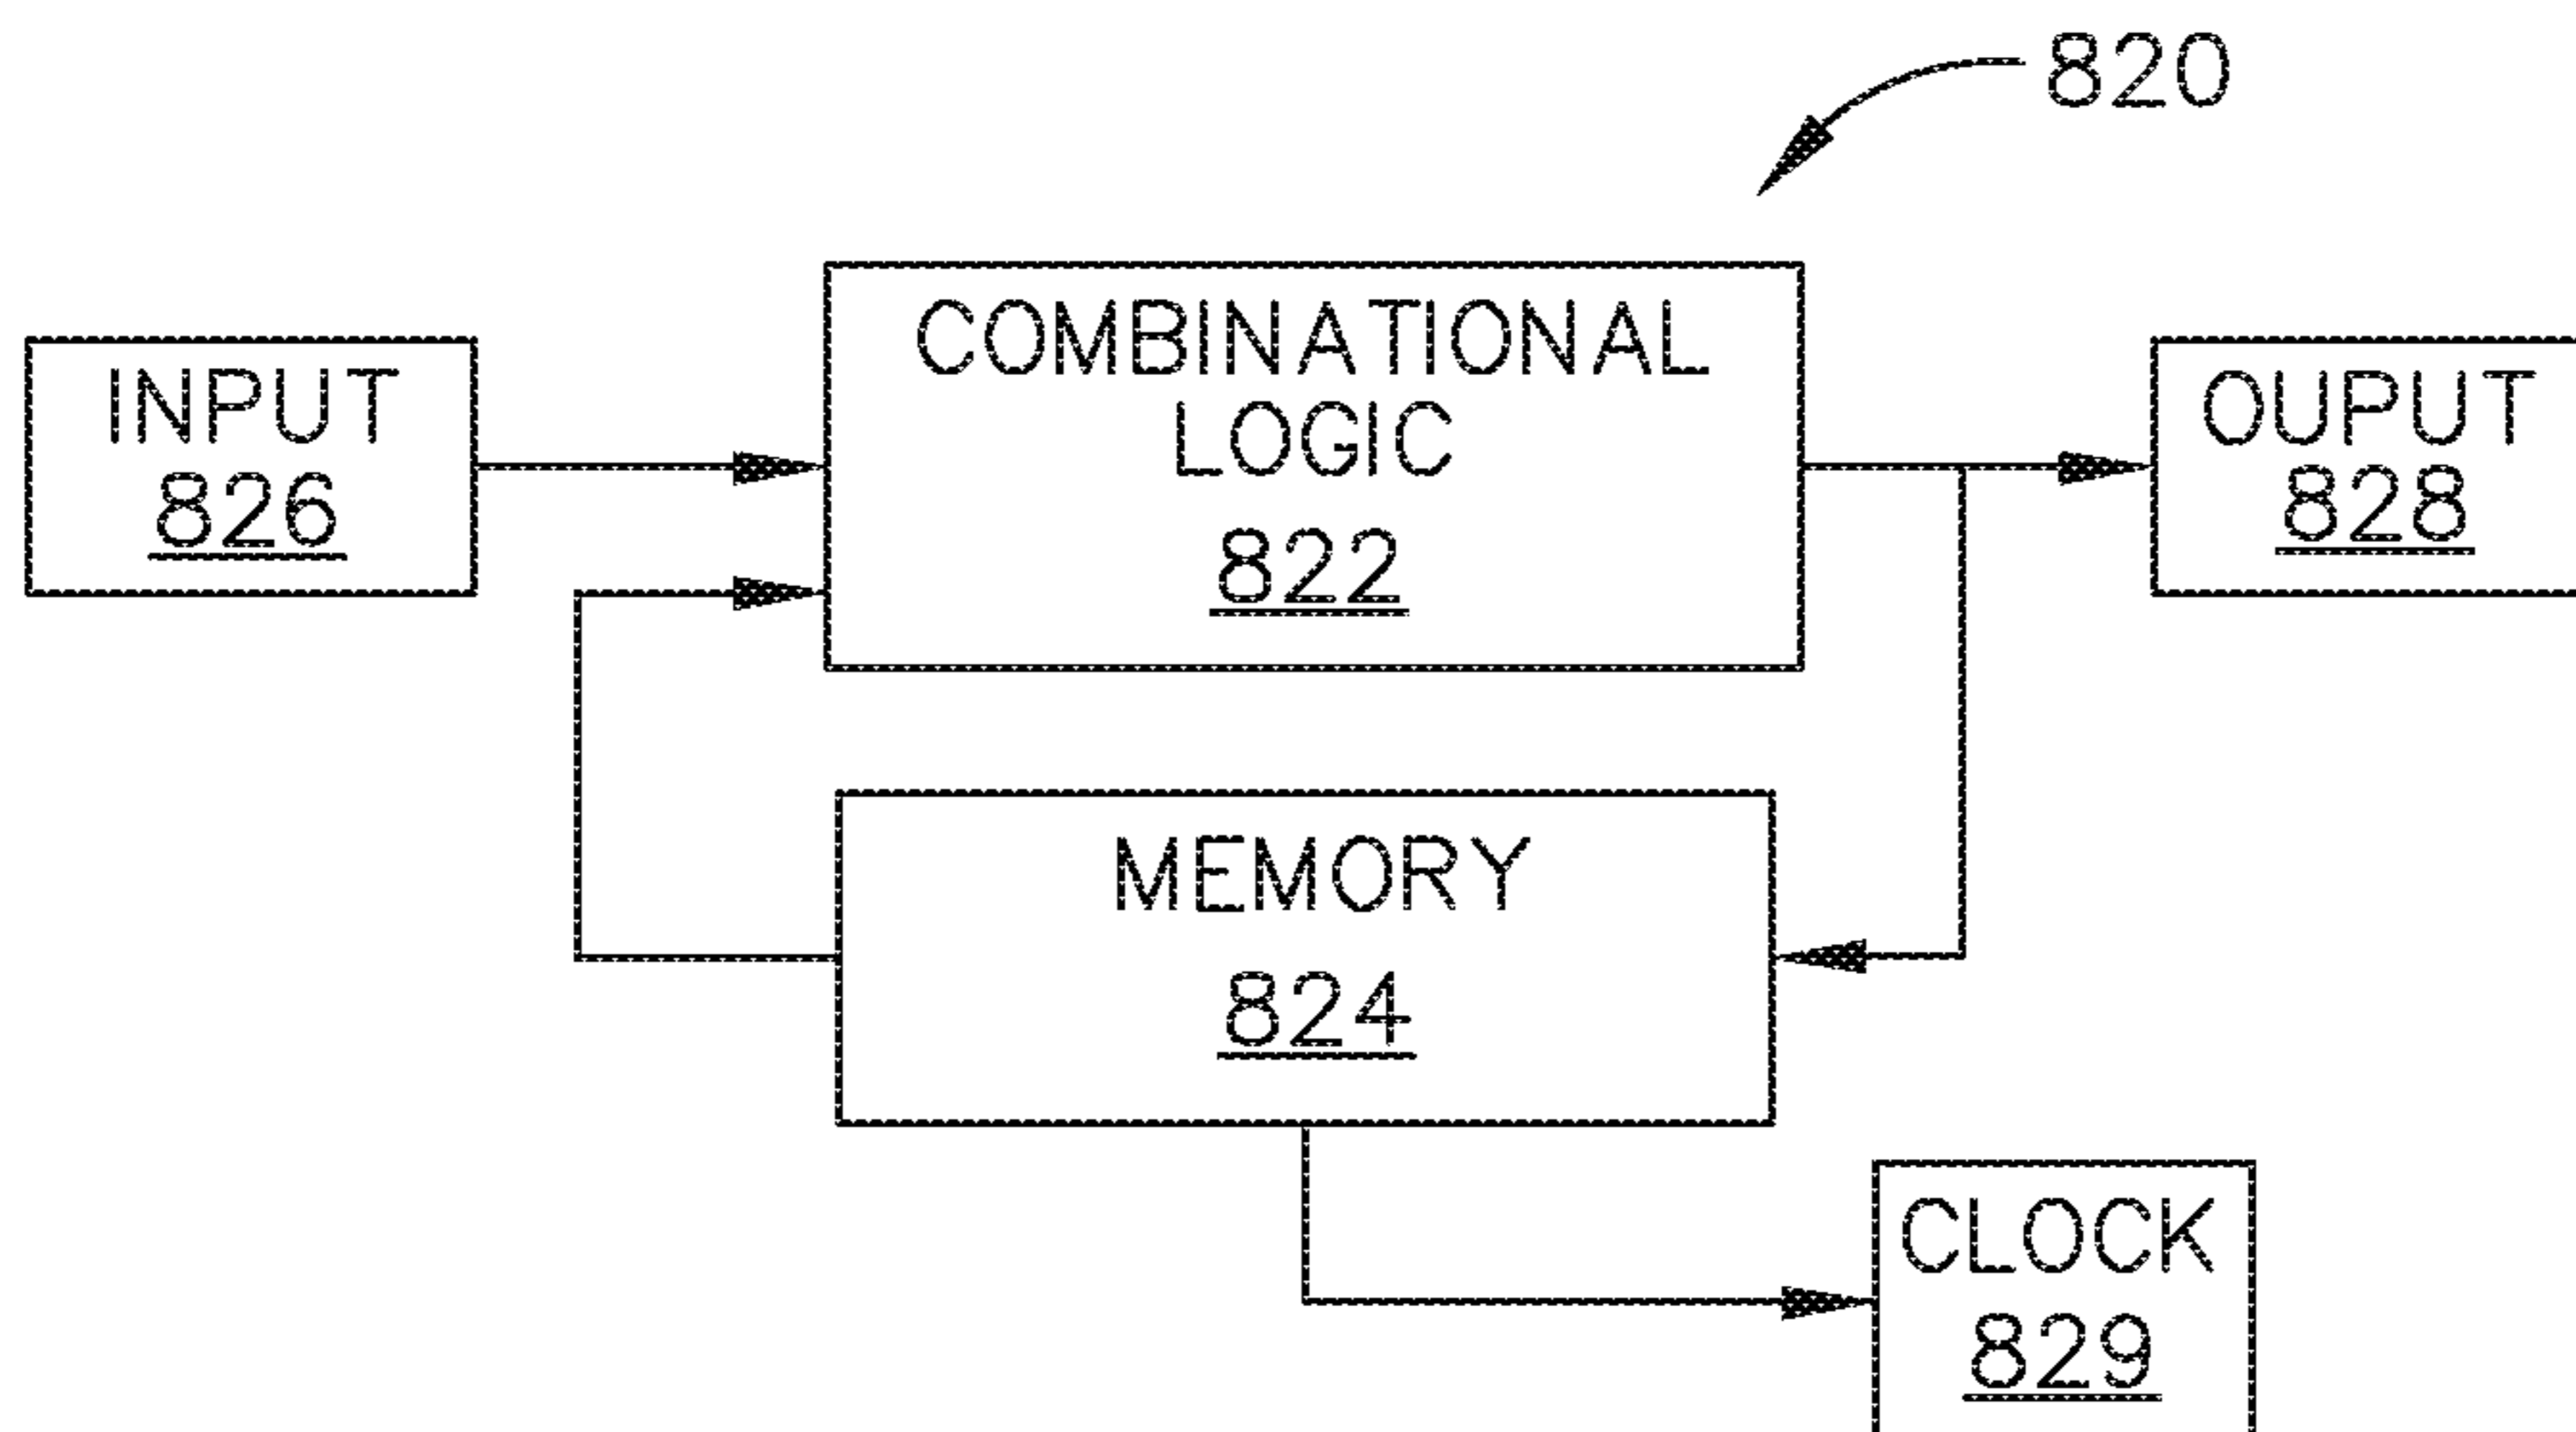 820
COMBINATIONAL
LOGIC
822
INPUT
826
OUPUT
828
MEMORY
824
CLOCK
829